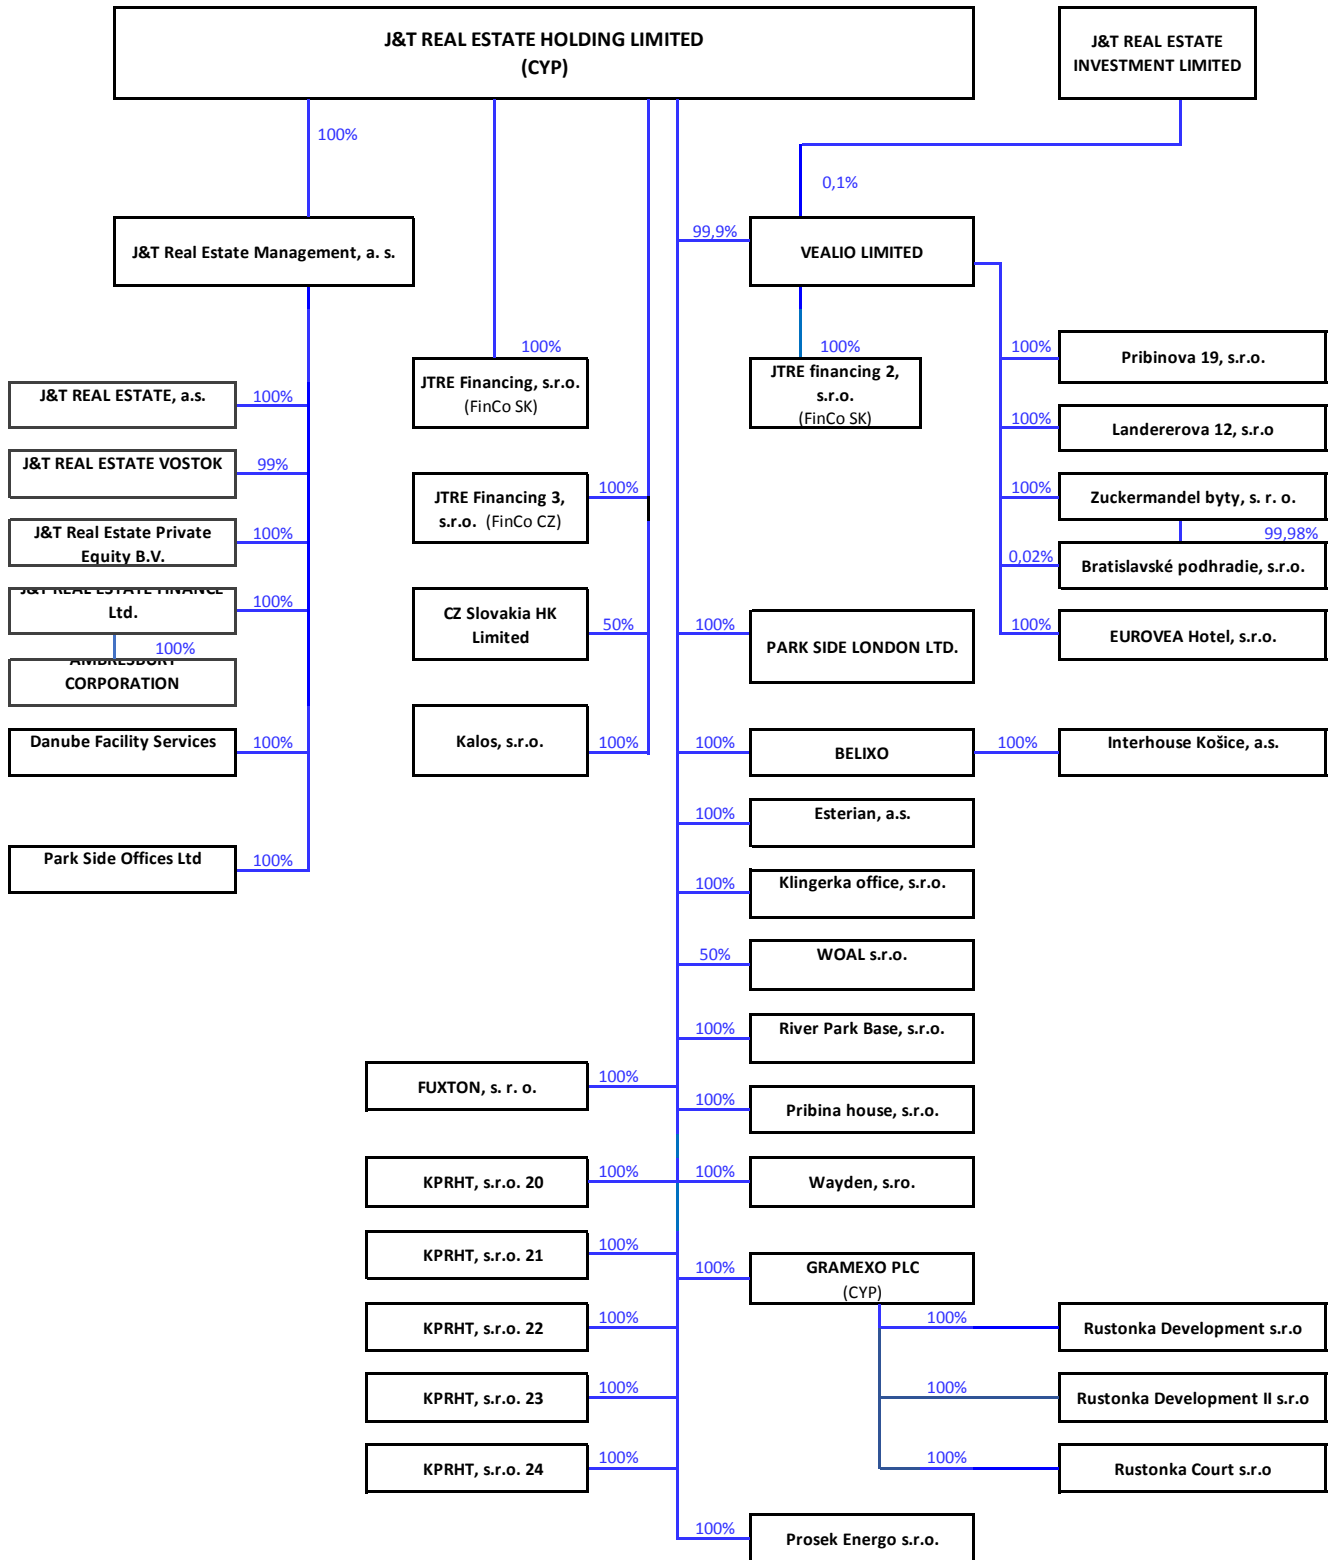 J&T REAL ESTATE HOLDING LIMITED
(CYP)
J&T REAL ESTATE
INVESTMENT LIMITED
100%
0,1%
J&T Real Estate Management, a. s.
99,9%
VEALIO LIMITED
100%
JTRE Financing, s.r.o.
(FinCo SK)
100%
JTRE financing 2,
s.r.o.
(FinCo SK)
100%
Pribinova 19, s.r.o.
J&T REAL ESTATE, a.s.
100%
100%
Landererova 12, s.r.o
J&T REAL ESTATE VOSTOK
99%
JTRE Financing 3,
s.r.o. (FinCo CZ)
100%
100%
Zuckermandel byty, s. r. o.
99,98%
J&T Real Estate Private
Equity B.V.
100%
0,02%
Bratislavské podhradie, s.r.o.
J&T REAL ESTATE FINANCE
Ltd.
100%
CZ Slovakia HK
Limited
50%
100%
PARK SIDE LONDON LTD.
100%
EUROVEA Hotel, s.r.o.
100%
AMBRESBURY
CORPORATION
Danube Facility Services
100%
Kalos, s.r.o.
100%
100%
BELIXO
100%
Interhouse Košice, a.s.
100%
Esterian, a.s.
Park Side Offices Ltd
100%
100%
Klingerka office, s.r.o.
50%
WOAL s.r.o.
100%
River Park Base, s.r.o.
FUXTON, s. r. o.
100%
100%
Pribina house, s.r.o.
KPRHT, s.r.o. 20
100%
100%
Wayden, s.ro.
KPRHT, s.r.o. 21
100%
100%
GRAMEXO PLC
(CYP)
KPRHT, s.r.o. 22
100%
100%
Rustonka Development s.r.o
KPRHT, s.r.o. 23
100%
100%
Rustonka Development II s.r.o
KPRHT, s.r.o. 24
100%
100%
Rustonka Court s.r.o
100%
Prosek Energo s.r.o.